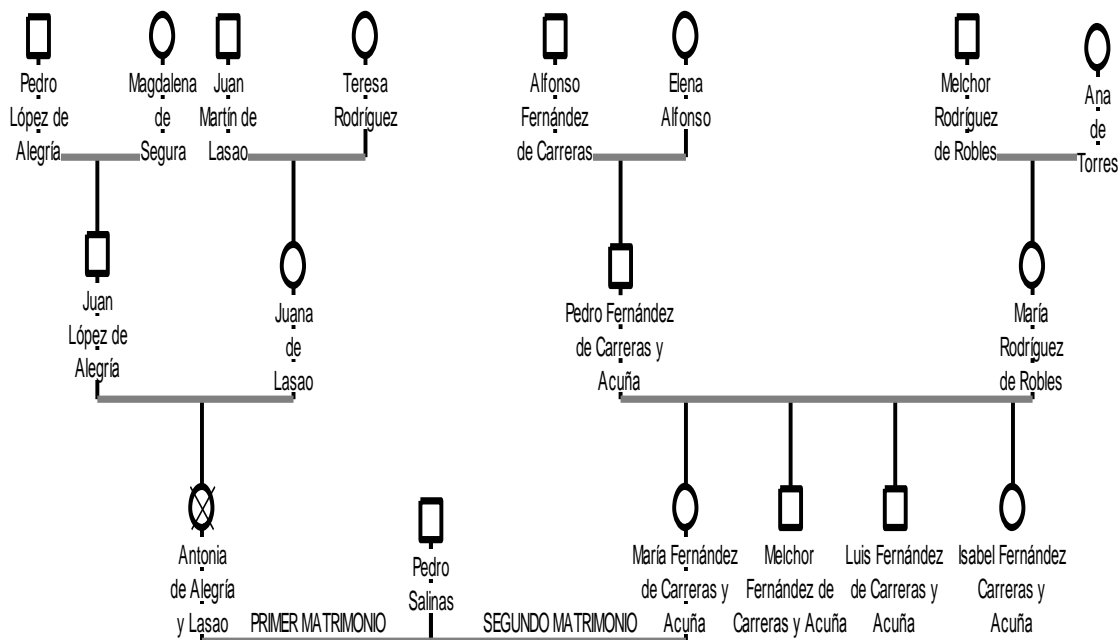 Pedro
López de
Alegría
Magdalena
de
Segura
Juan
Martín de
Lasao
Teresa
Rodríguez
Alfonso
Fernández
de Carreras
Elena
Alfonso
Melchor
Rodríguez
de Robles
Ana
de
Torres
Juan
López de
Alegría
Juana
de
Lasao
Pedro Fernández
de Carreras y
Acuña
María
Rodríguez
de Robles
Antonia
de Alegría
y Lasao
PRIMER MATRIMONIO
Pedro
Salinas
SEGUNDO MATRIMONIO
María Fernández
de Carreras y
Acuña
Melchor
Fernández de
Carreras y Acuña
Luis Fernández
de Carreras y
Acuña
Isabel Fernández
Carreras y
Acuña